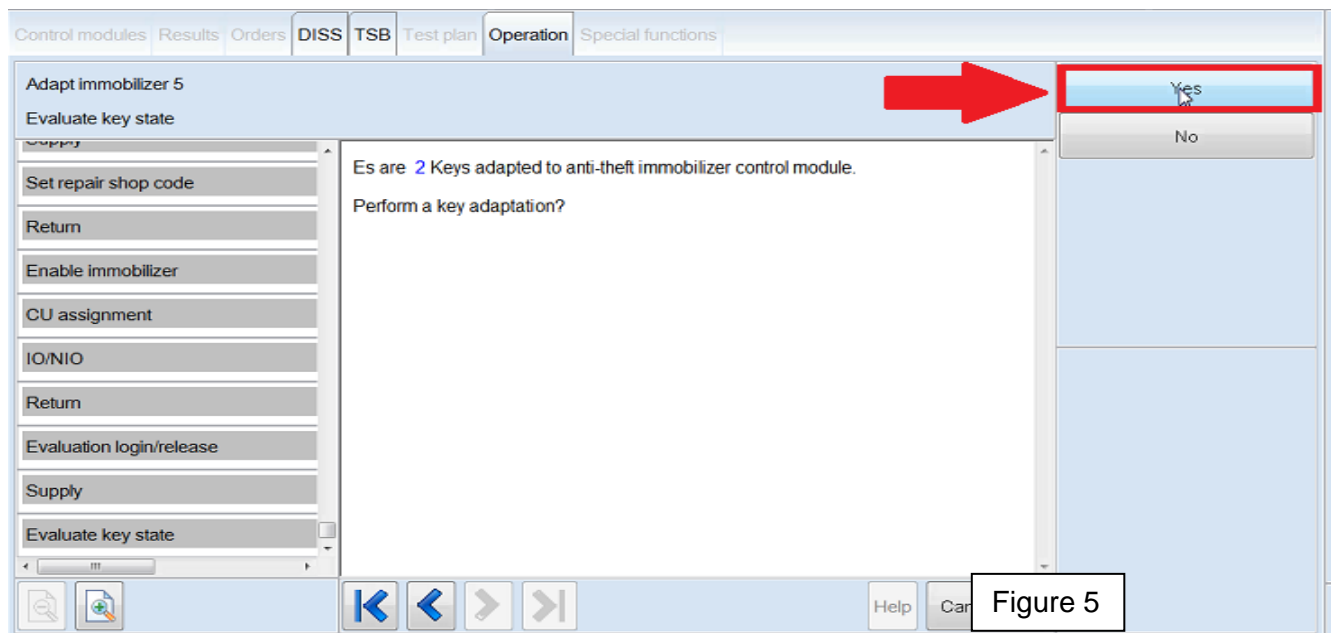 Control modules Results Orders DISS TSB Test plan Operation Special functions
Adapt immobilizer 5
Evaluate key state
Yes
No
Supply
Set repair shop code
Return
Enable immobilizer
CU assignment
IO/NIO
Return
Evaluation login/release
Supply
Evaluate key state
Es are 2 Keys adapted to anti-theft immobilizer control module.
Perform a key adaptation?
Help
Figure 5